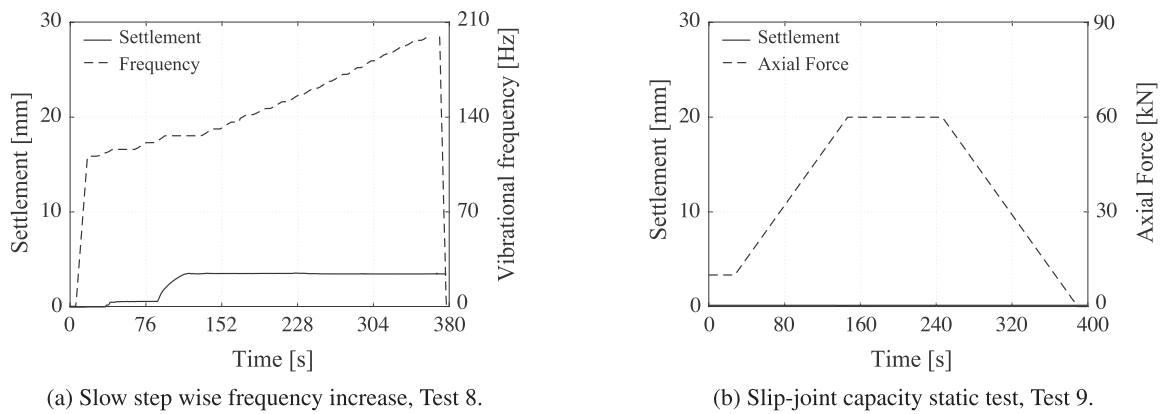 30
20
10
0
Settlement [mm]
Settlement
Frequency
210
140
70
0
Vibrational frequency [Hz]
0 76 152 228 304 380
Time [s]
(a) Slow step wise frequency increase, Test 8.
30
20
10
0
Settlement [mm]
Settlement
Axial Force
90
60
30
0
Axial Force [kN]
0 80 160 240 320 400
Time [s]
(b) Slip-joint capacity static test, Test 9.